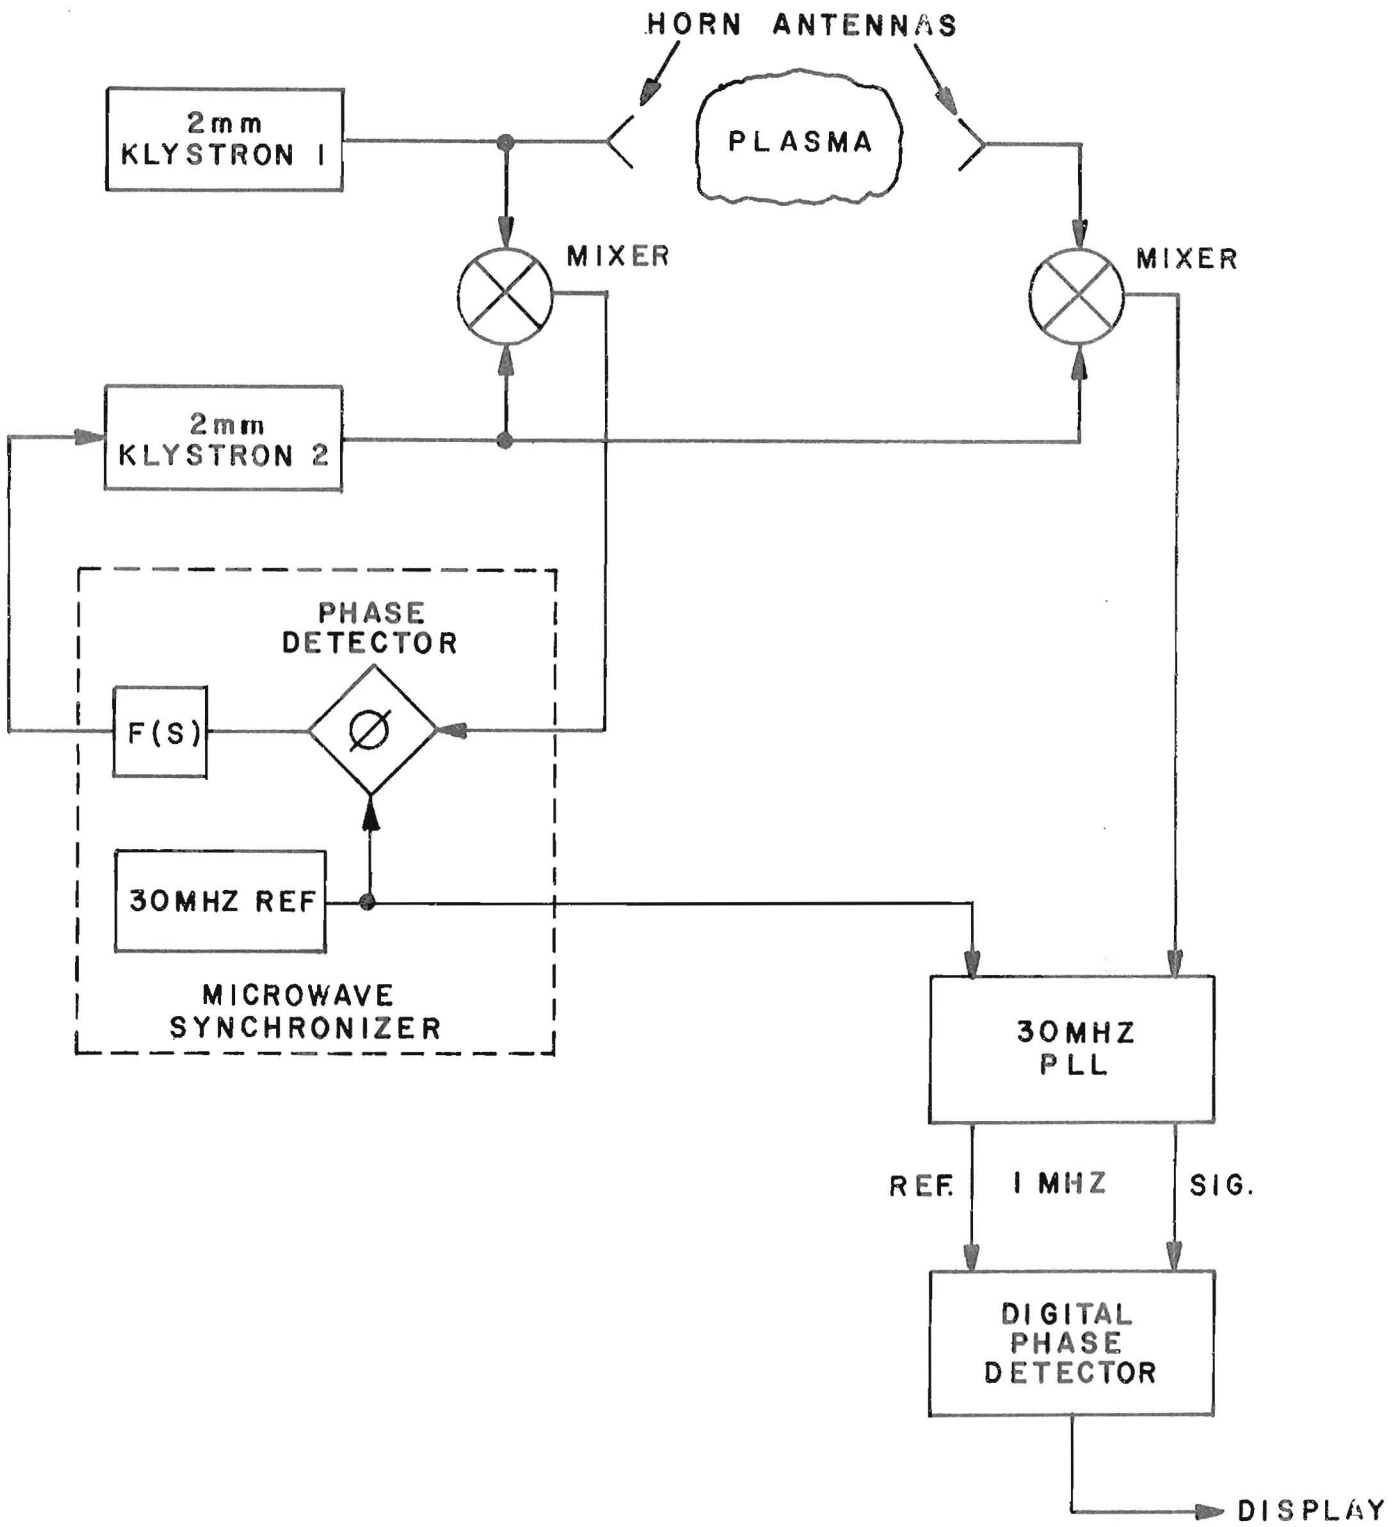 HORN ANTENNAS
2mm
KLYSTRON 1
PLASMA
MIXER
MIXER
2mm
KLYSTRON 2
PHASE
DETECTOR
F(S)
Ø
30MHZ REF
MICROWAVE
SYNCHRONIZER
30MHZ
PLL
REF.
1 MHZ
SIG.
DIGITAL
PHASE
DETECTOR
DISPLAY